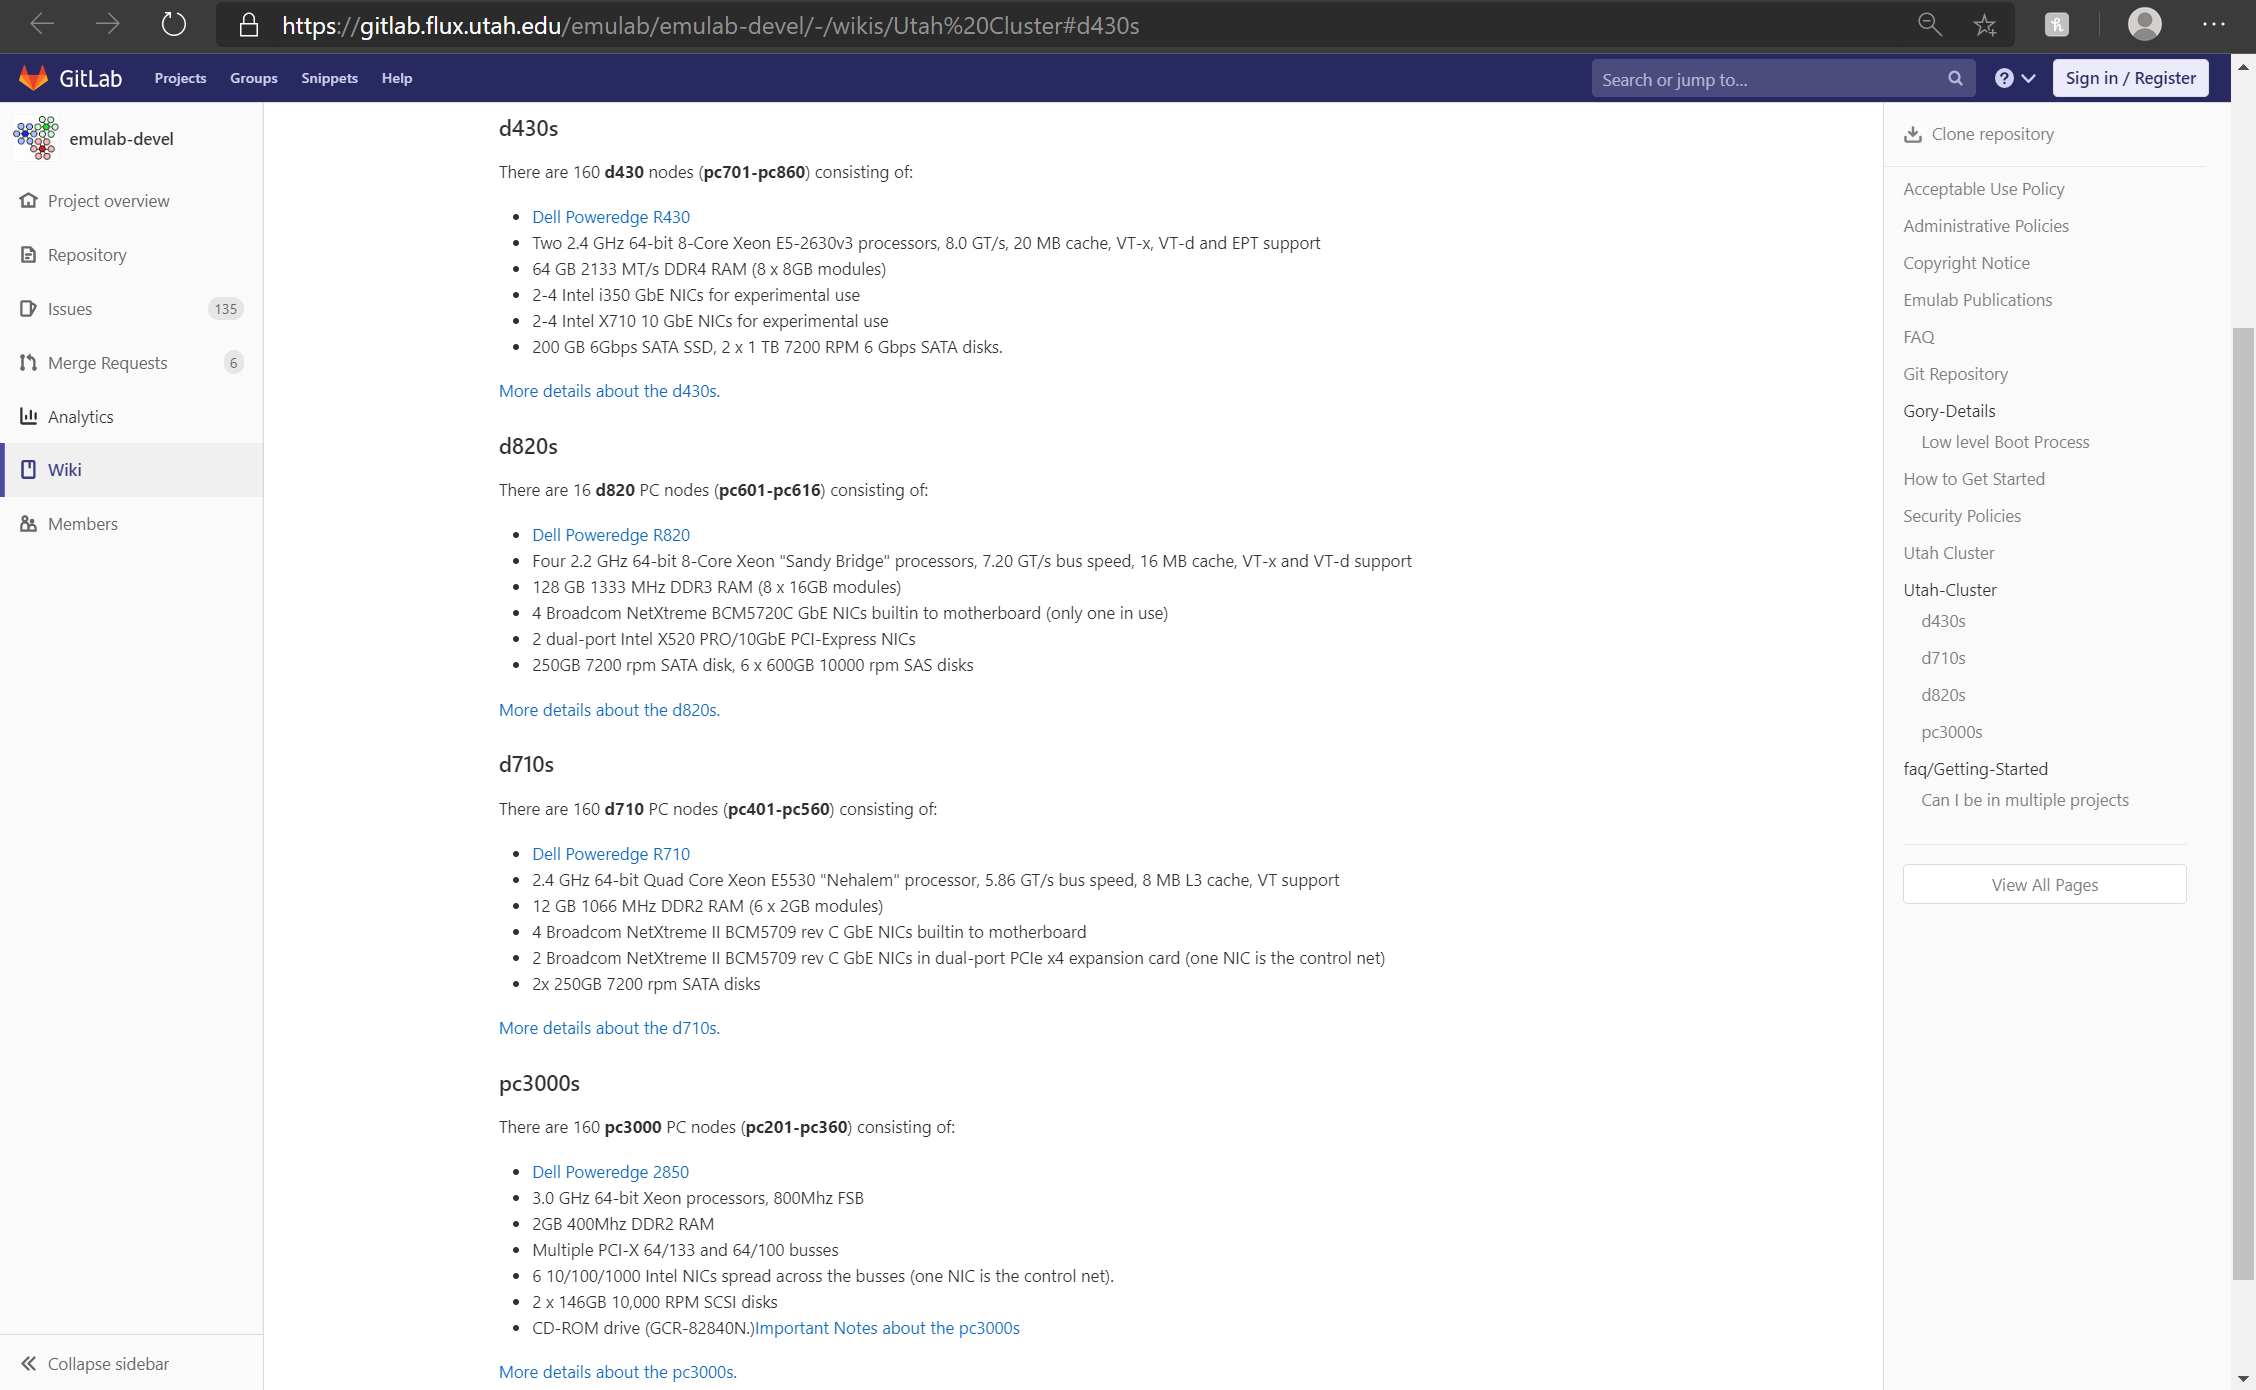 https://gitlab.flux.utah.edu/emulab/emulab-devel/-/wikis/Utah%20Cluster#d430s
GitLab
Projects
Groups
Snippets
Help
Search or jump to...
Sign in / Register
emulab-devel
Project overview
Repository
Issues
135
Merge Requests
6
Analytics
Wiki
Members
Collapse sidebar
d430s
There are 160 d430 nodes (pc701-pc860) consisting of:
Dell Poweredge R430
Two 2.4 GHz 64-bit 8-Core Xeon E5-2630v3 processors, 8.0 GT/s, 20 MB cache, VT-x, VT-d and EPT support
64 GB 2133 MT/s DDR4 RAM (8 x 8GB modules)
2-4 Intel i350 GbE NICs for experimental use
2-4 Intel X710 10 GbE NICs for experimental use
200 GB 6Gbps SATA SSD, 2 x 1 TB 7200 RPM 6 Gbps SATA disks.
More details about the d430s.
d820s
There are 16 d820 PC nodes (pc601-pc616) consisting of:
Dell Poweredge R820
Four 2.2 GHz 64-bit 8-Core Xeon "Sandy Bridge" processors, 7.20 GT/s bus speed, 16 MB cache, VT-x and VT-d support
128 GB 1333 MHz DDR3 RAM (8 x 16GB modules)
4 Broadcom NetXtreme BCM5720C GbE NICs builtin to motherboard (only one in use)
2 dual-port Intel X520 PRO/10GbE PCI-Express NICs
250GB 7200 rpm SATA disk, 6 x 600GB 10000 rpm SAS disks
More details about the d820s.
d710s
There are 160 d710 PC nodes (pc401-pc560) consisting of:
Dell Poweredge R710
2.4 GHz 64-bit Quad Core Xeon E5530 "Nehalem" processor, 5.86 GT/s bus speed, 8 MB L3 cache, VT support
12 GB 1066 MHz DDR2 RAM (6 x 2GB modules)
4 Broadcom NetXtreme II BCM5709 rev C GbE NICs builtin to motherboard
2 Broadcom NetXtreme II BCM5709 rev C GbE NICs in dual-port PCIe x4 expansion card (one NIC is the control net)
2x 250GB 7200 rpm SATA disks
More details about the d710s.
pc3000s
There are 160 pc3000 PC nodes (pc201-pc360) consisting of:
Dell Poweredge 2850
3.0 GHz 64-bit Xeon processors, 800Mhz FSB
2GB 400Mhz DDR2 RAM
Multiple PCI-X 64/133 and 64/100 busses
6 10/100/1000 Intel NICs spread across the busses (one NIC is the control net).
2 x 146GB 10,000 RPM SCSI disks
CD-ROM drive (GCR-82840N.)Important Notes about the pc3000s
More details about the pc3000s.
Clone repository
Acceptable Use Policy
Administrative Policies
Copyright Notice
Emulab Publications
FAQ
Git Repository
Gory-Details
Low level Boot Process
How to Get Started
Security Policies
Utah Cluster
Utah-Cluster
d430s
d710s
d820s
pc3000s
faq/Getting-Started
Can I be in multiple projects
View All Pages